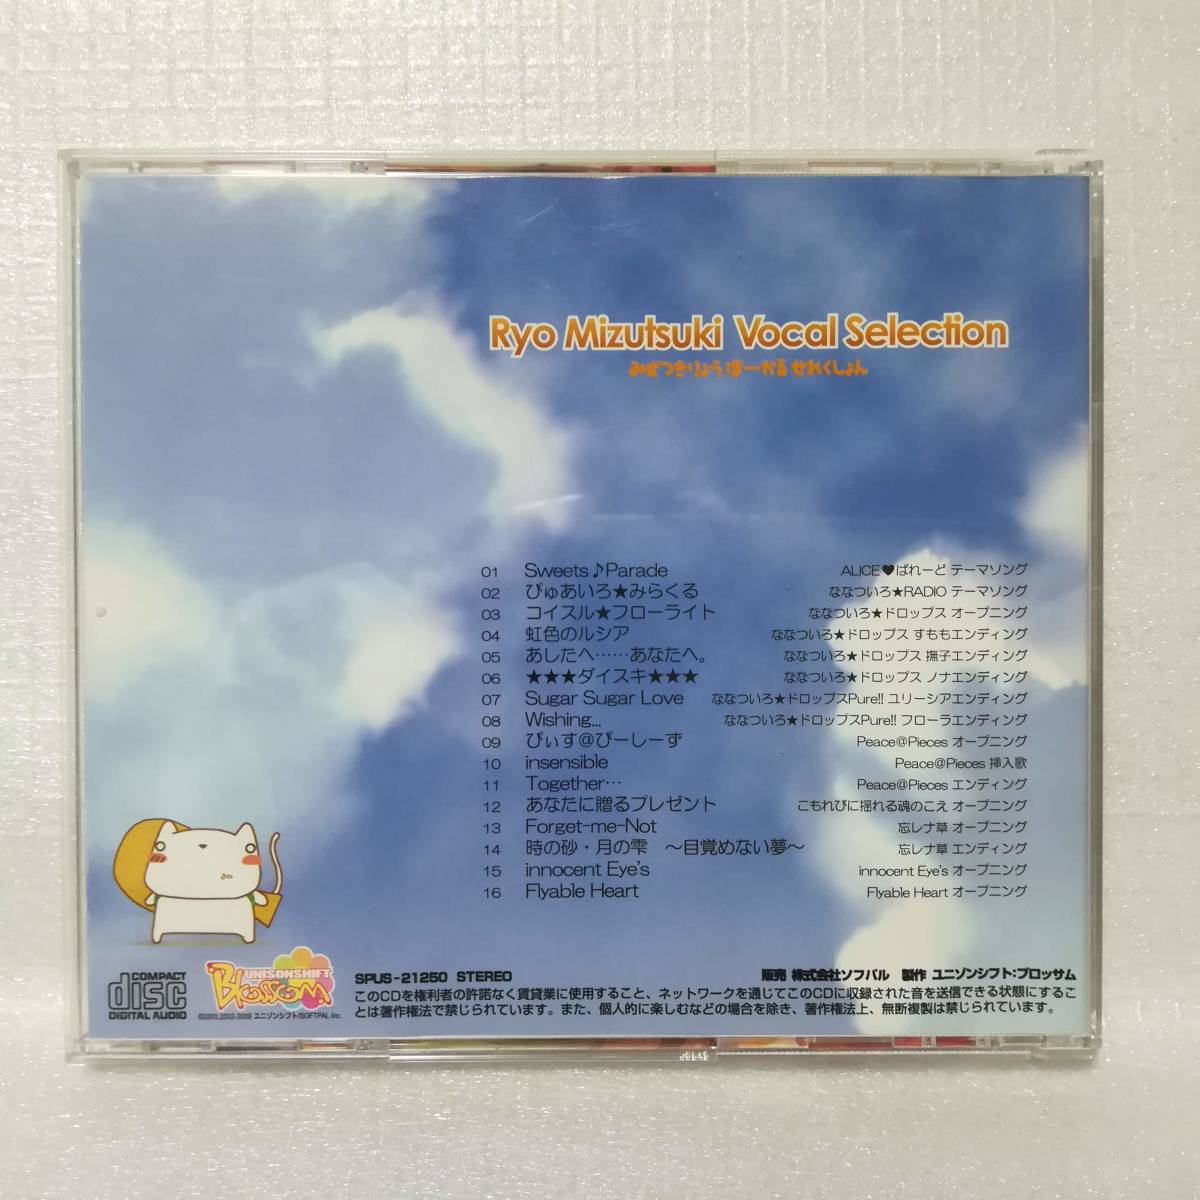 Ryo Mizutsuki Vocal Selection
みずつきりょう ぼーかる せれくしょん
01 Sweets♪Parade ALICE♥ぱれーど テーマソング
02 ぴゅあいろ★みらくる ななついろ★RADIO テーマソング
03 コイスル★フローライト ななついろ★ドロップス オープニング
04 虹色のルシア ななついろ★ドロップス すももエンディング
05 あしたへ……あなたへ。 ななついろ★ドロップス 撫子エンディング
06 ★★★ダイスキ★★★ ななついろ★ドロップス ノナエンディング
07 Sugar Sugar Love ななついろ★ドロップスPure!! ユリーシアエンディング
08 Wishing... ななついろ★ドロップスPure!! フローラエンディング
09 ぴぃす@ぴーしーず Peace@Pieces オープニング
10 insensible Peace@Pieces 挿入歌
11 Together… Peace@Pieces エンディング
12 あなたに贈るプレゼント こもれびに揺れる魂のこえ オープニング
13 Forget-me-Not 忘レナ草 オープニング
14 時の砂・月の雫 ～目覚めない夢～ 忘レナ草 エンディング
15 innocent Eye's innocent Eye's オープニング
16 Flyable Heart Flyable Heart オープニング
COMPACT
disc
DIGITAL AUDIO
UNISONSHIFT
Blossom
©2000,2002-2009 ユニゾンシフト/SOFTPAL Inc.
SPUS-21250 STEREO 販売 株式会社ソフパル 製作 ユニゾンシフト:ブロッサム
このCDを権利者の許諾なく賃貸業に使用すること、ネットワークを通じてこのCDに収録された音を送信できる状態にするこ
とは著作権法で禁じられています。また、個人的に楽しむなどの場合を除き、著作権法上、無断複製は禁じられています。